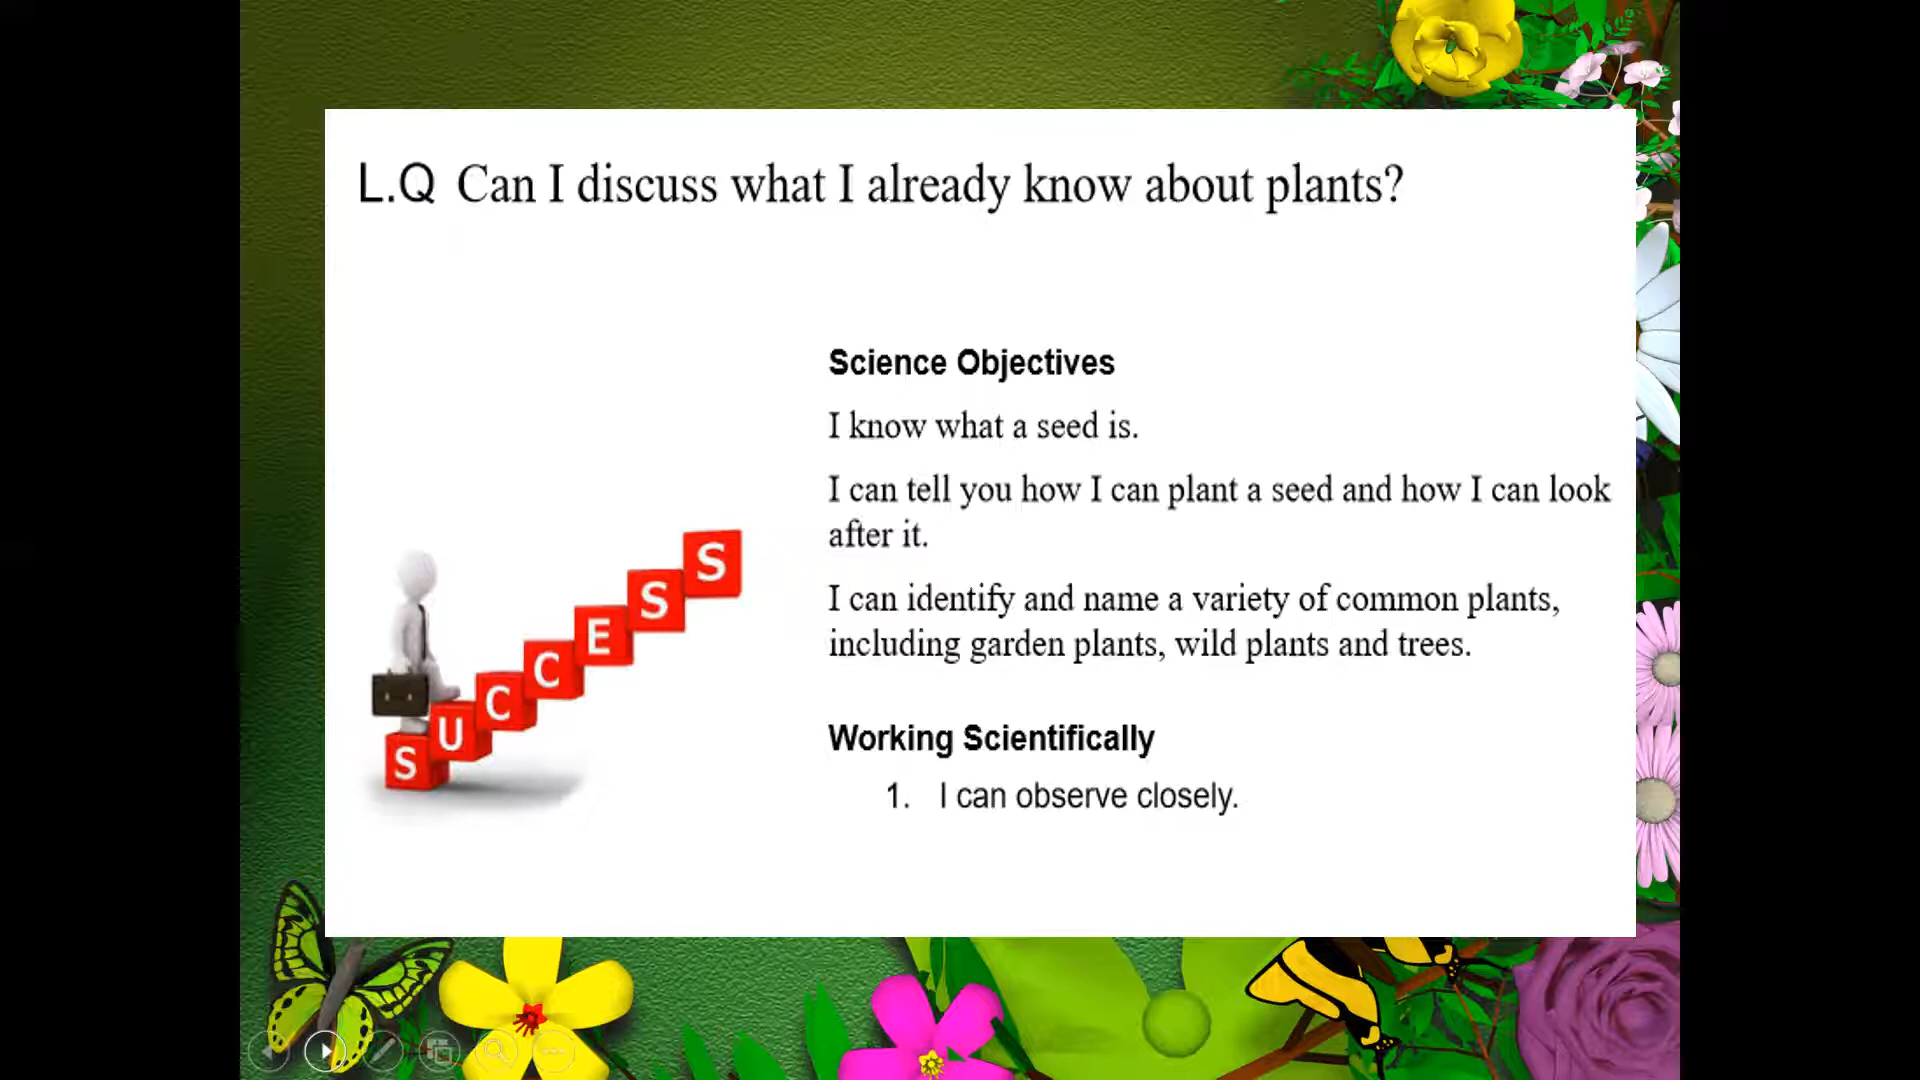 L.Q Can I discuss what I already know about plants?
Science Objectives
I know what a seed is.
I can tell you how I can plant a seed and how I can look
after it.
I can identify and name a variety of common plants,
including garden plants, wild plants and trees.
Working Scientifically
1. I can observe closely.
S U C C E S S